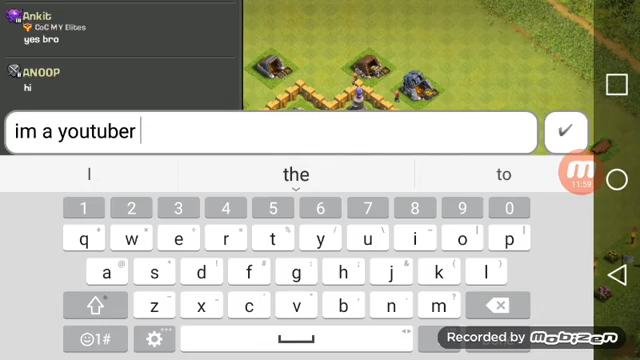 Ankit
CoC MY Elites
yes bro
ANOOP
hi
im a youtuber
I the to
11:59
1 2 3 4 5 6 7 8 9 0
q w e r t y u i o p
a s d f g h j k l
z x c v b n m
1#
Recorded by mobizen